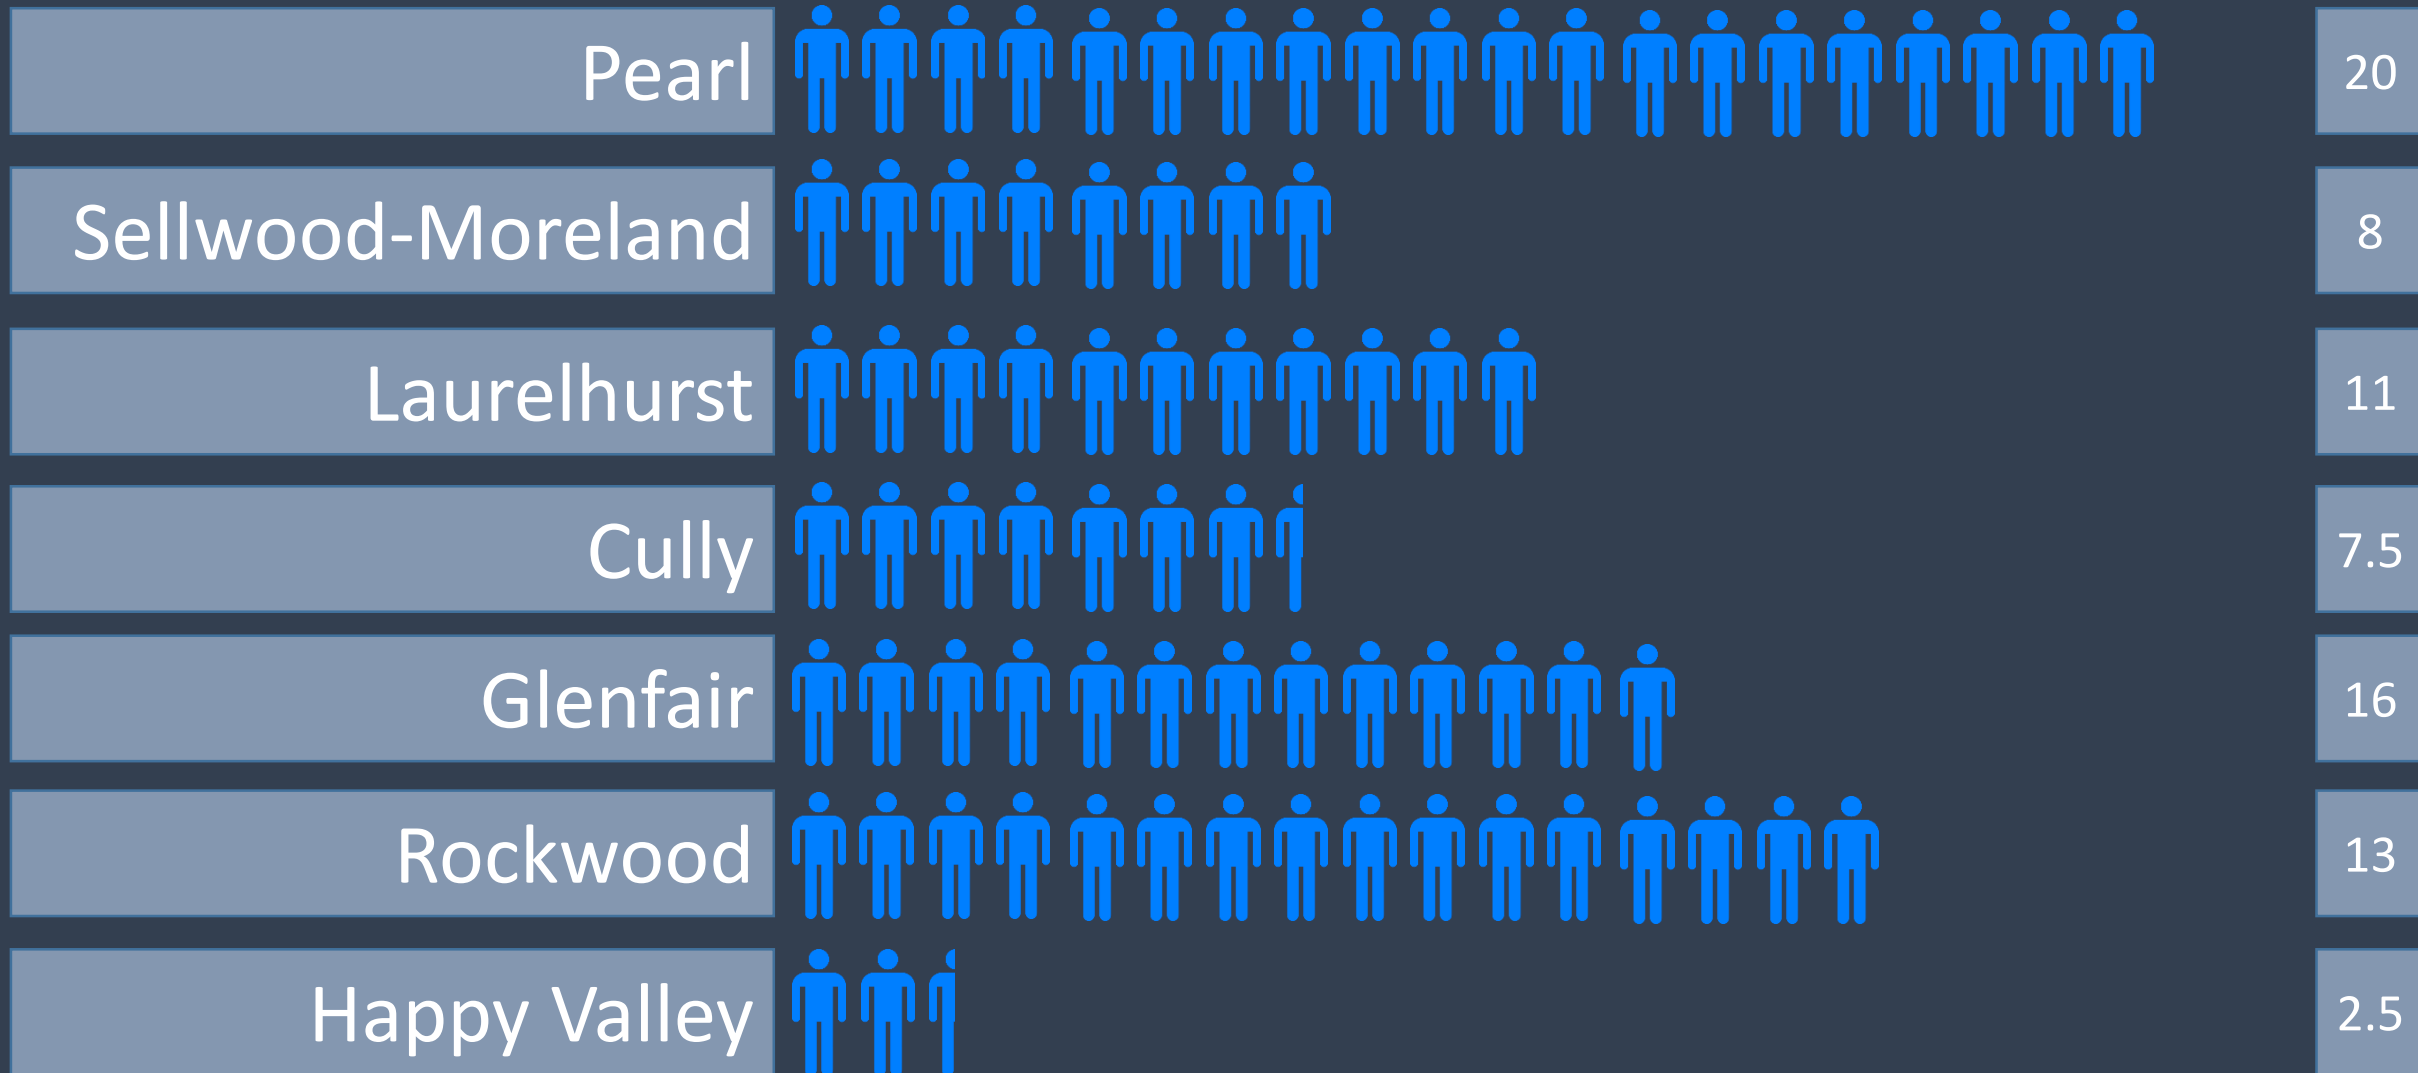 Pearl 20
Sellwood-Moreland 8
Laurelhurst 11
Cully 7.5
Glenfair 16
Rockwood 13
Happy Valley 2.5